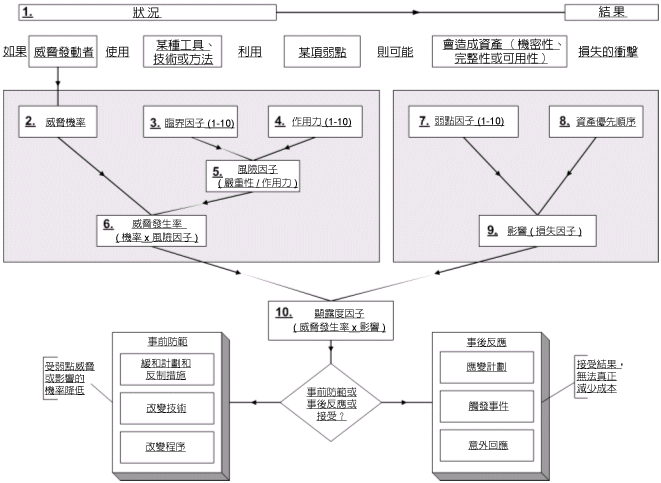 1. 狀況 結果
如果 威脅發動者 使用 某種工具、 利用 某項弱點 則可能 會造成資產（機密性、 損失的衝擊
技術或方法 完整性或可用性）
2. 威脅機率
3. 臨界因子 (1-10)
4. 作用力 (1-10)
7. 弱點因子 (1-10)
8. 資產優先順序
5. 風險因子
( 嚴重性 / 作用力 )
6. 威脅發生率
( 機率 x 風險因子 )
9. 影響 ( 損失因子 )
10. 顯露度因子
( 威脅發生率 x 影響 )
事前防範
緩和計劃和
反制措施
改變技術
改變程序
受弱點威脅
或影響的
機率降低
事前防範或
事後反應或
接受？
事後反應
應變計劃
觸發事件
意外回應
接受結果，
無法真正
減少成本